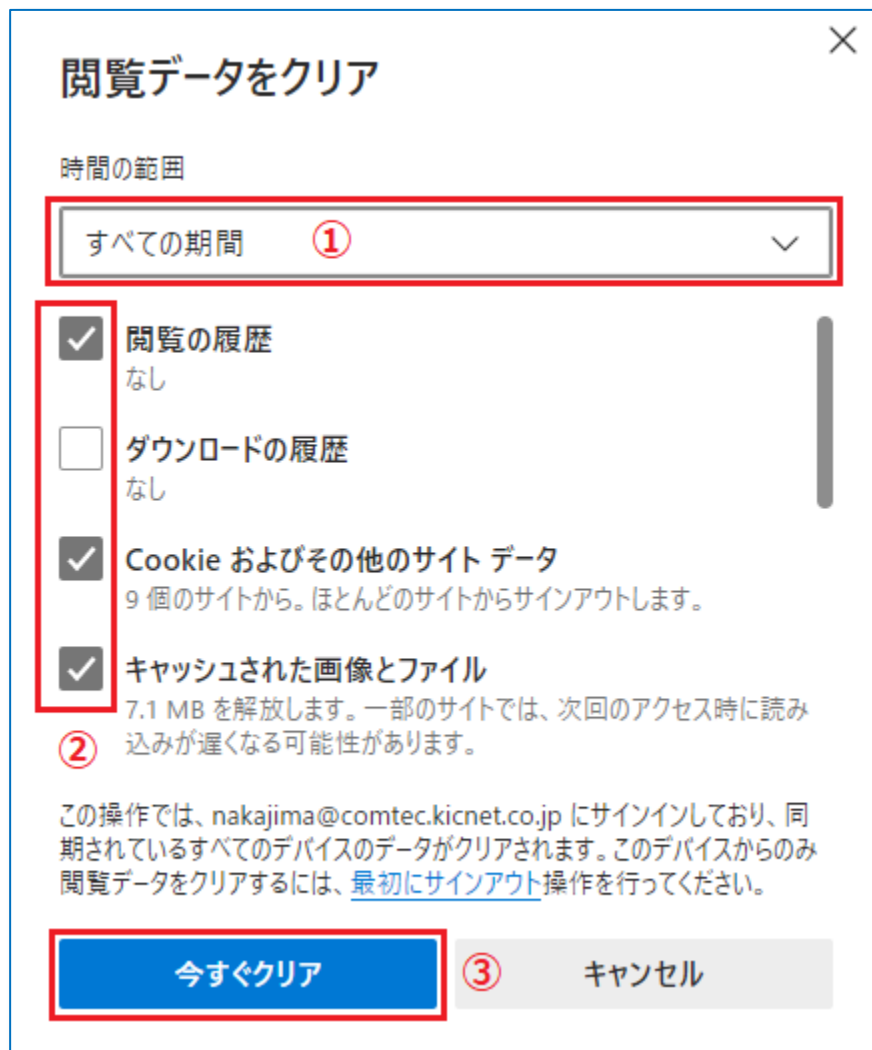 閲覧データをクリア
時間の範囲
すべての期間 ①
閲覧の履歴
なし
ダウンロードの履歴
なし
Cookie およびその他のサイト データ
9 個のサイトから。ほとんどのサイトからサインアウトします。
キャッシュされた画像とファイル
7.1 MB を解放します。一部のサイトでは、次回のアクセス時に読み
② 込みが遅くなる可能性があります。
この操作では、nakajima@comtec.kicnet.co.jp にサインインしており、同
期されているすべてのデバイスのデータがクリアされます。このデバイスからのみ
閲覧データをクリアするには、最初にサインアウト操作を行ってください。
今すぐクリア ③ キャンセル